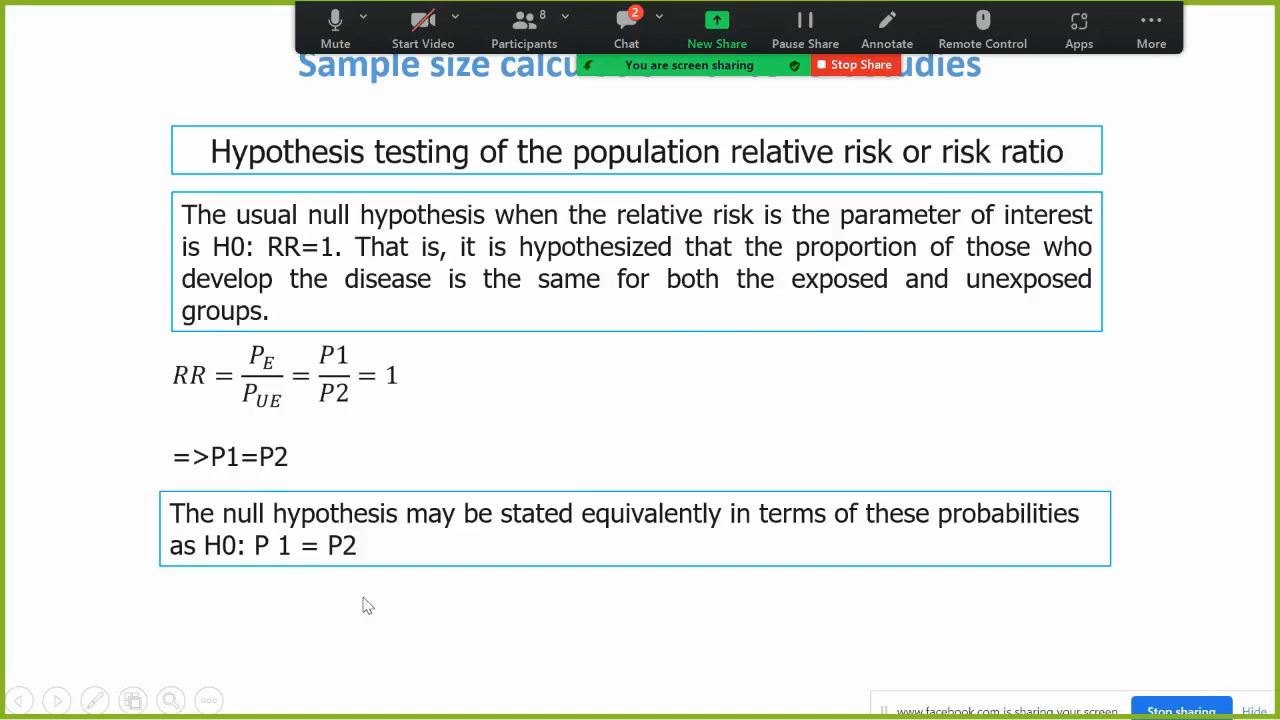 8
2
Mute
Start Video
Participants
Chat
New Share
Pause Share
Annotate
Remote Control
Apps
More
You are screen sharing
Stop Share
Sample size
Hypothesis testing of the population relative risk or risk ratio
The usual null hypothesis when the relative risk is the parameter of interest
is H0: RR=1. That is, it is hypothesized that the proportion of those who
develop the disease is the same for both the exposed and unexposed
groups.
RR = P_E / P_UE = P1 / P2 = 1
=>P1=P2
The null hypothesis may be stated equivalently in terms of these probabilities
as H0: P 1 = P2
www.facebook.com is sharing your screen.
Stop sharing
Hide